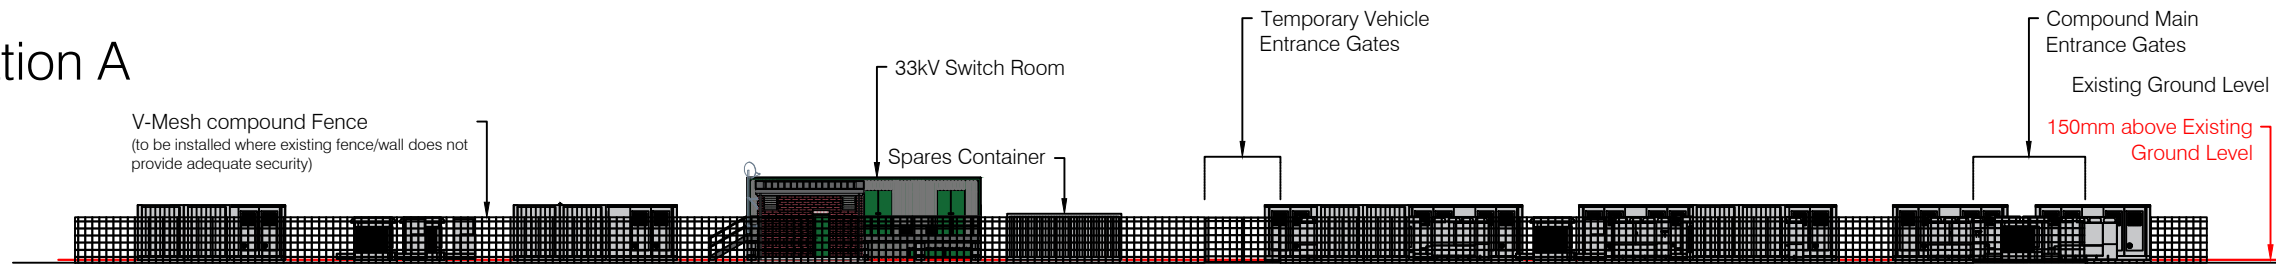 tion A
V-Mesh compound Fence
(to be installed where existing fence/wall does not
provide adequate security)
33kV Switch Room
Spares Container
Temporary Vehicle
Entrance Gates
Compound Main
Entrance Gates
Existing Ground Level
150mm above Existing
Ground Level